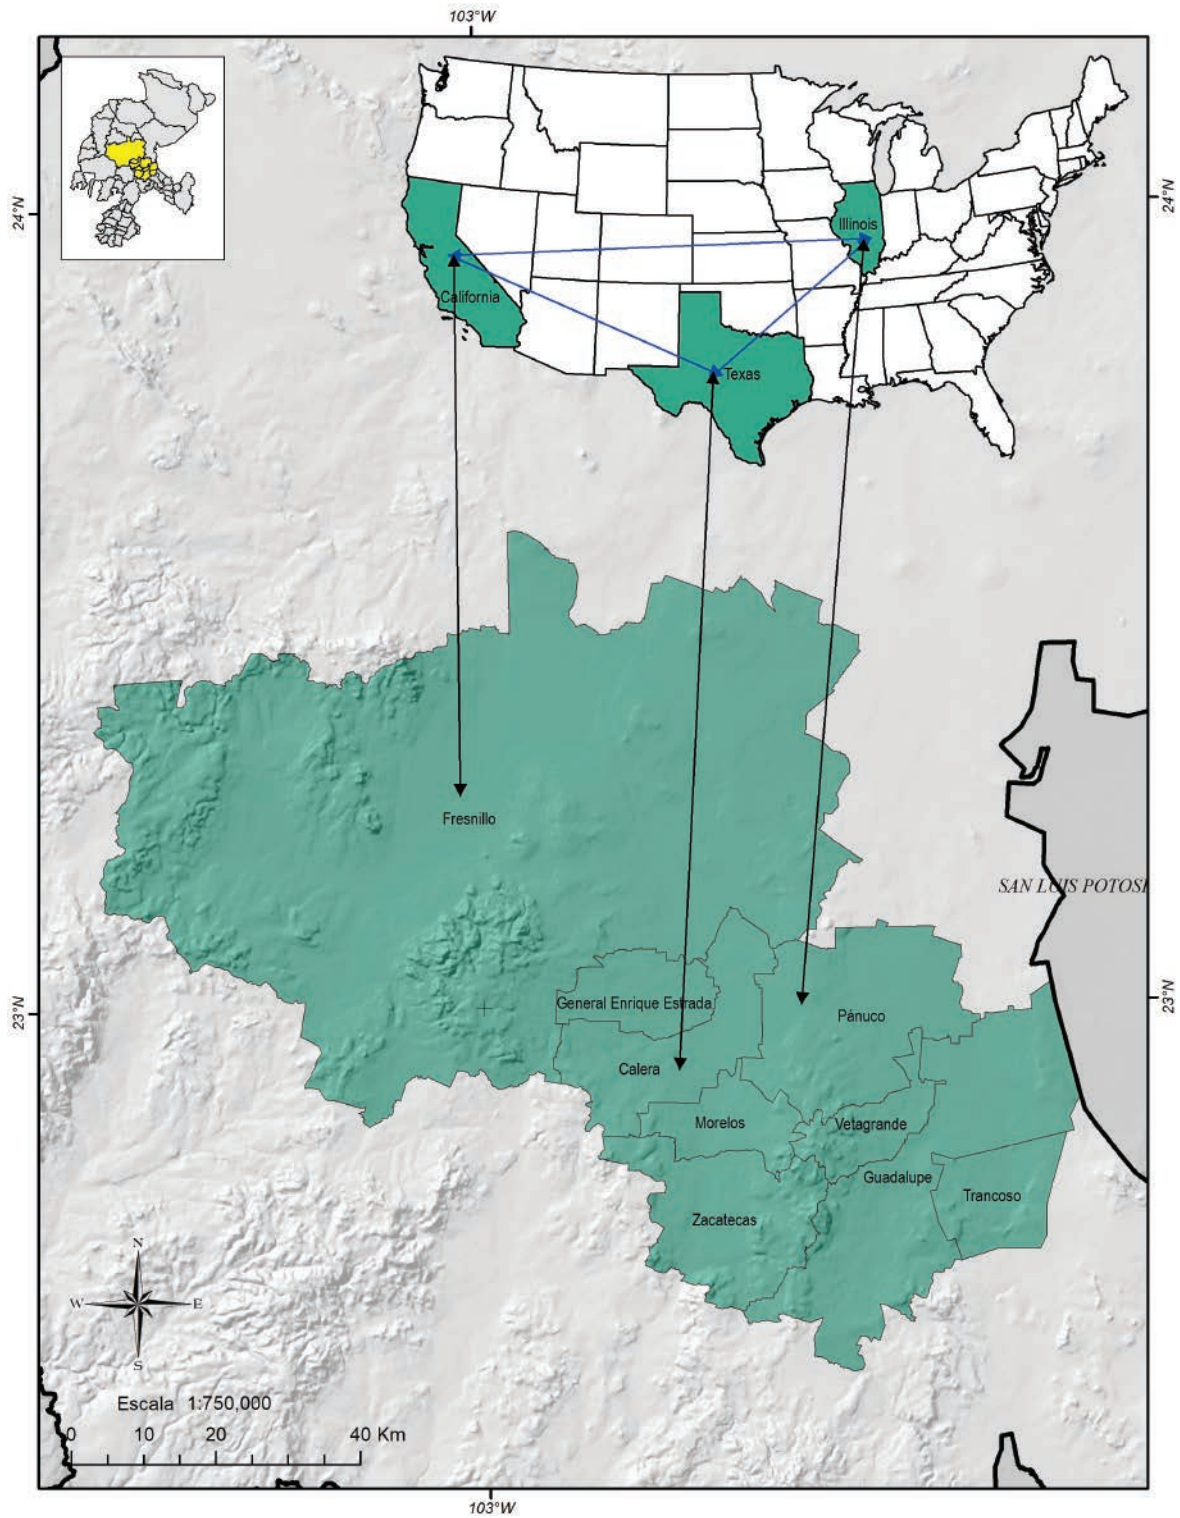 103°W
24°N
24°N
Illinois
California
Texas
Fresnillo
SAN LUIS POTOSI
General Enrique Estrada
23°N
23°N
Pánuco
Calera
Morelos
Vetagrande
Guadalupe
Trancoso
Zacatecas
N
W
E
S
Escala 1:750,000
0 10 20 40 Km
103°W